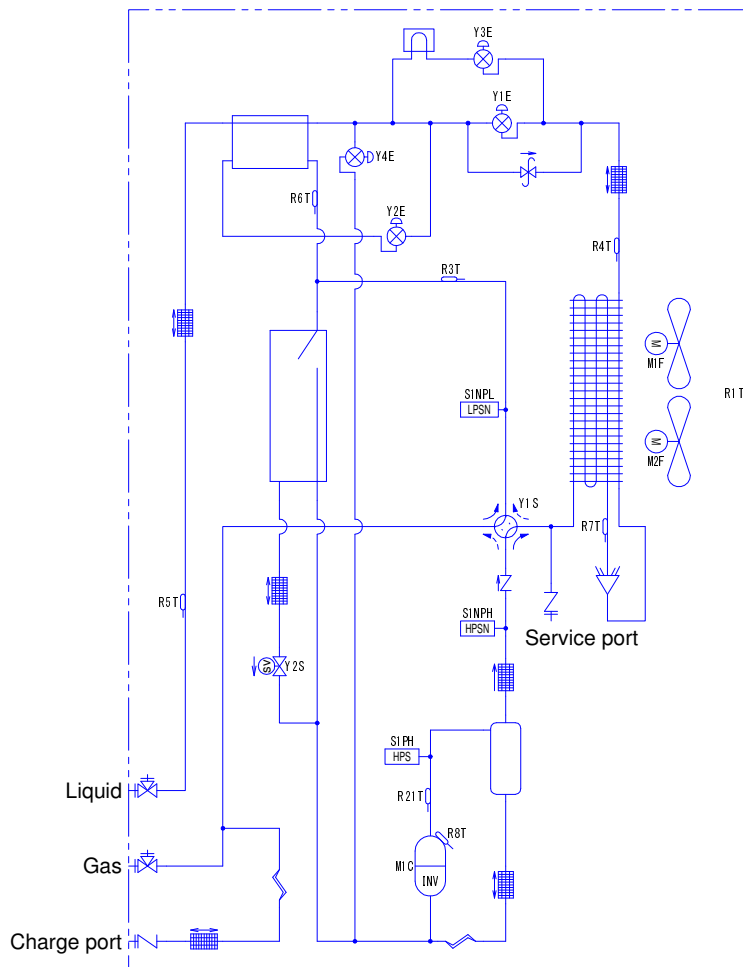 Y3E
Y1E
Y4E
R6T
Y2E
R4T
R3T
M
M1F
R1T
S1NPL
LPSN
M
M2F
Y1S
R7T
R5T
S1NPH
HPSN
Service port
SV
Y2S
S1PH
HPS
Liquid
R21T
R8T
Gas
M1C
INV
Charge port